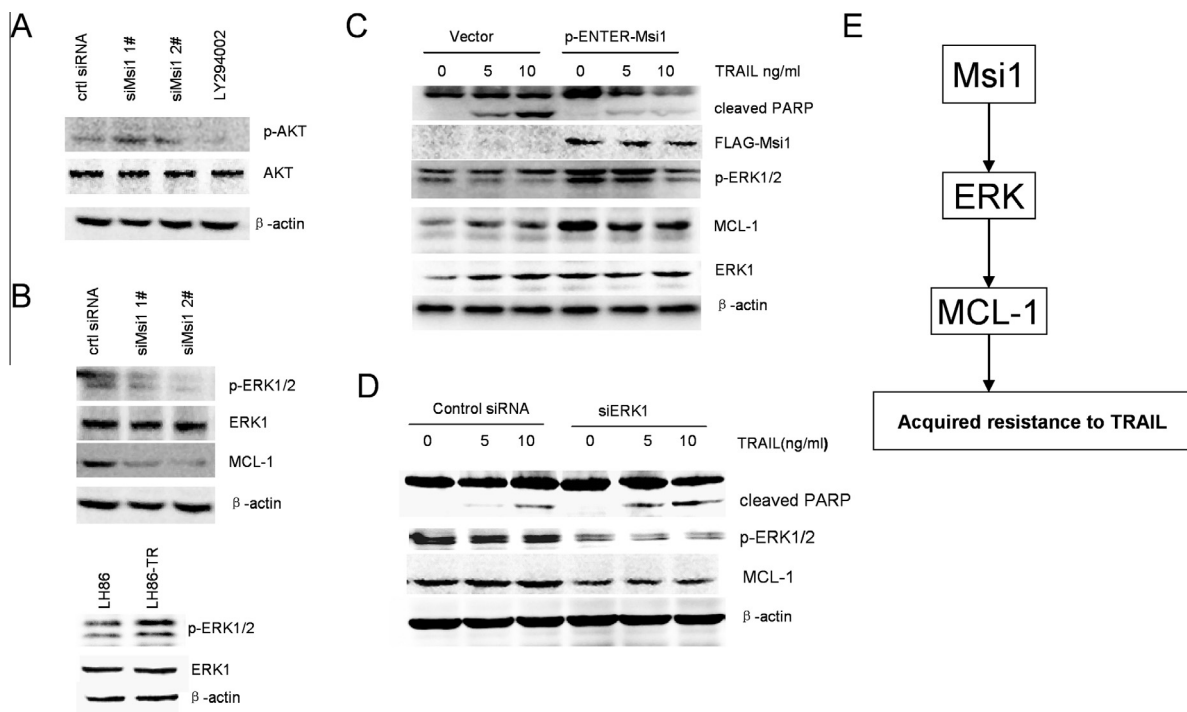 A
crtl siRNA
siMsi1 1#
siMsi1 2#
LY294002
p-AKT
AKT
β-actin
B
crtl siRNA
siMsi1 1#
siMsi1 2#
p-ERK1/2
ERK1
MCL-1
β-actin
LH86
LH86-TR
p-ERK1/2
ERK1
β-actin
C
Vector p-ENTER-Msi1
0 5 10 0 5 10 TRAIL ng/ml
cleaved PARP
FLAG-Msi1
p-ERK1/2
MCL-1
ERK1
β-actin
D
Control siRNA siERK1
0 5 10 0 5 10 TRAIL(ng/ml)
cleaved PARP
p-ERK1/2
MCL-1
β-actin
E
Msi1
ERK
MCL-1
Acquired resistance to TRAIL